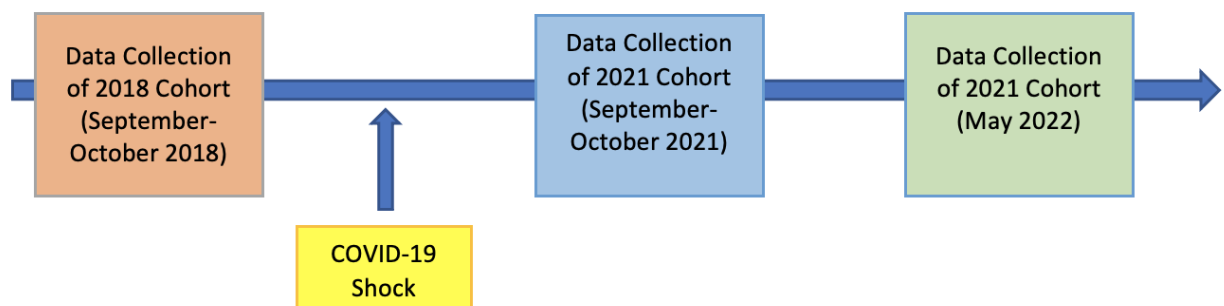 Data Collection
of 2018 Cohort
(September-
October 2018)
Data Collection
of 2021 Cohort
(September-
October 2021)
Data Collection
of 2021 Cohort
(May 2022)
COVID-19
Shock